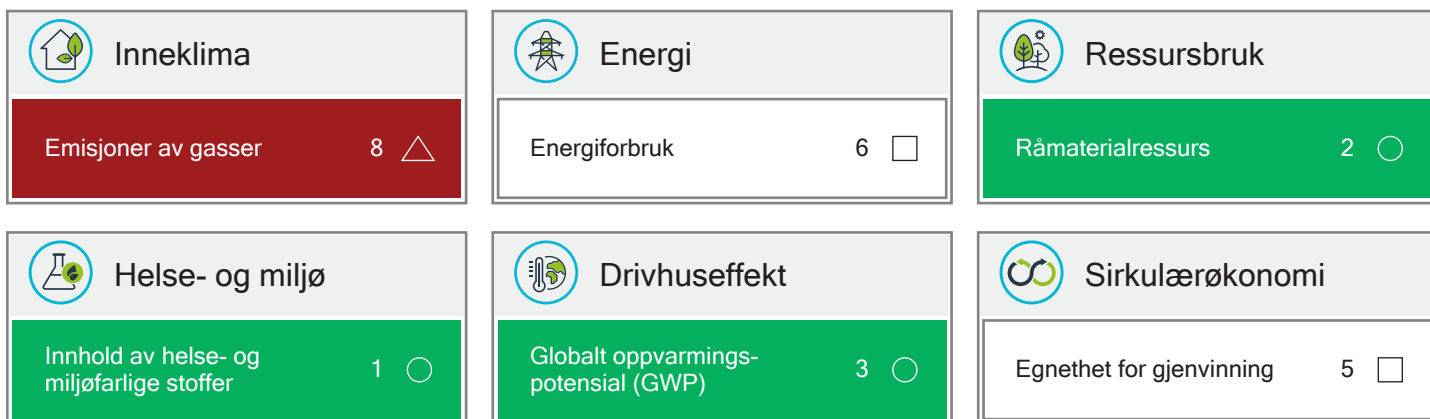 Inneklima
Emisjoner av gasser 8
Energi
Energiforbruk 6
Ressursbruk
Råmaterialressurs 2
Helse- og miljø
Innhold av helse- og
miljøfarlige stoffer 1
Drivhuseffekt
Globalt oppvarmings-
potensial (GWP) 3
Sirkulærøkonomi
Egnethet for gjenvinning 5